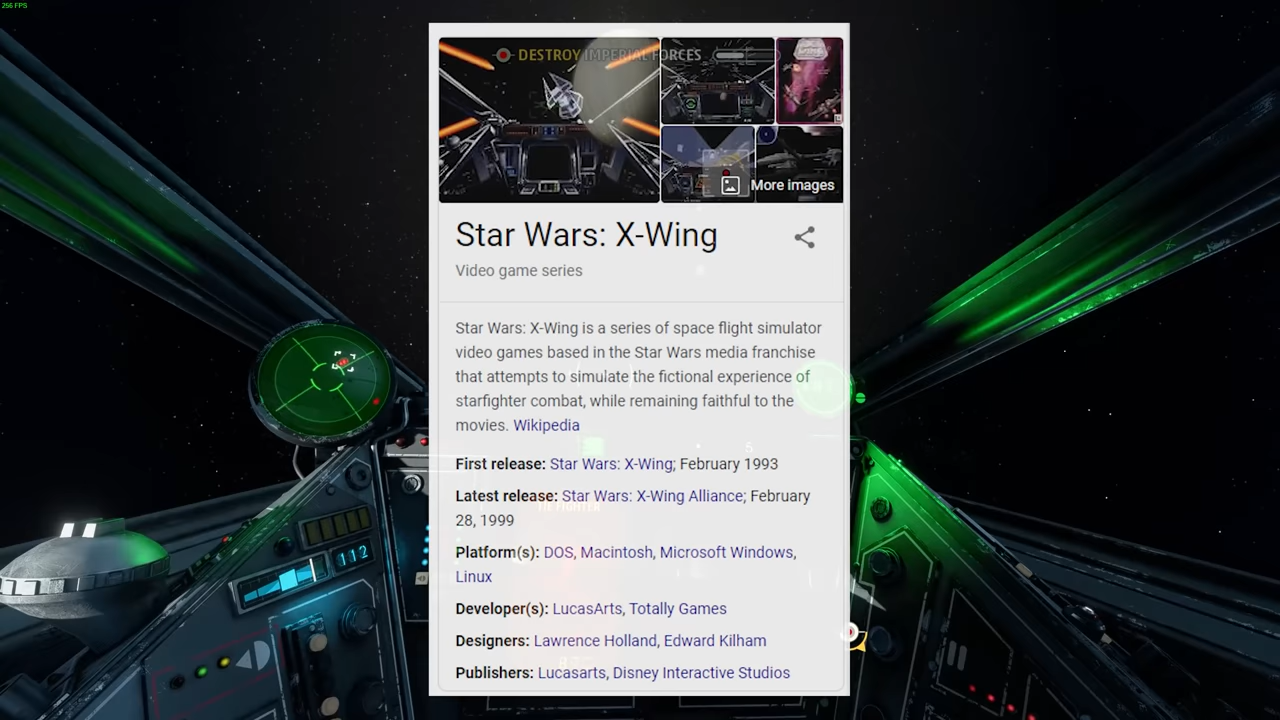 256 FPS
DESTROY IMPERIAL FORCES
More images
Star Wars: X-Wing
Video game series
Star Wars: X-Wing is a series of space flight simulator
video games based in the Star Wars media franchise
that attempts to simulate the fictional experience of
starfighter combat, while remaining faithful to the
movies. Wikipedia
5
First release: Star Wars: X-Wing; February 1993
Latest release: Star Wars: X-Wing Alliance; February
28, 1999
TIE FIGHTER
Platform(s): DOS, Macintosh, Microsoft Windows,
Linux
112
Developer(s): LucasArts, Totally Games
Designers: Lawrence Holland, Edward Kilham
Publishers: Lucasarts, Disney Interactive Studios